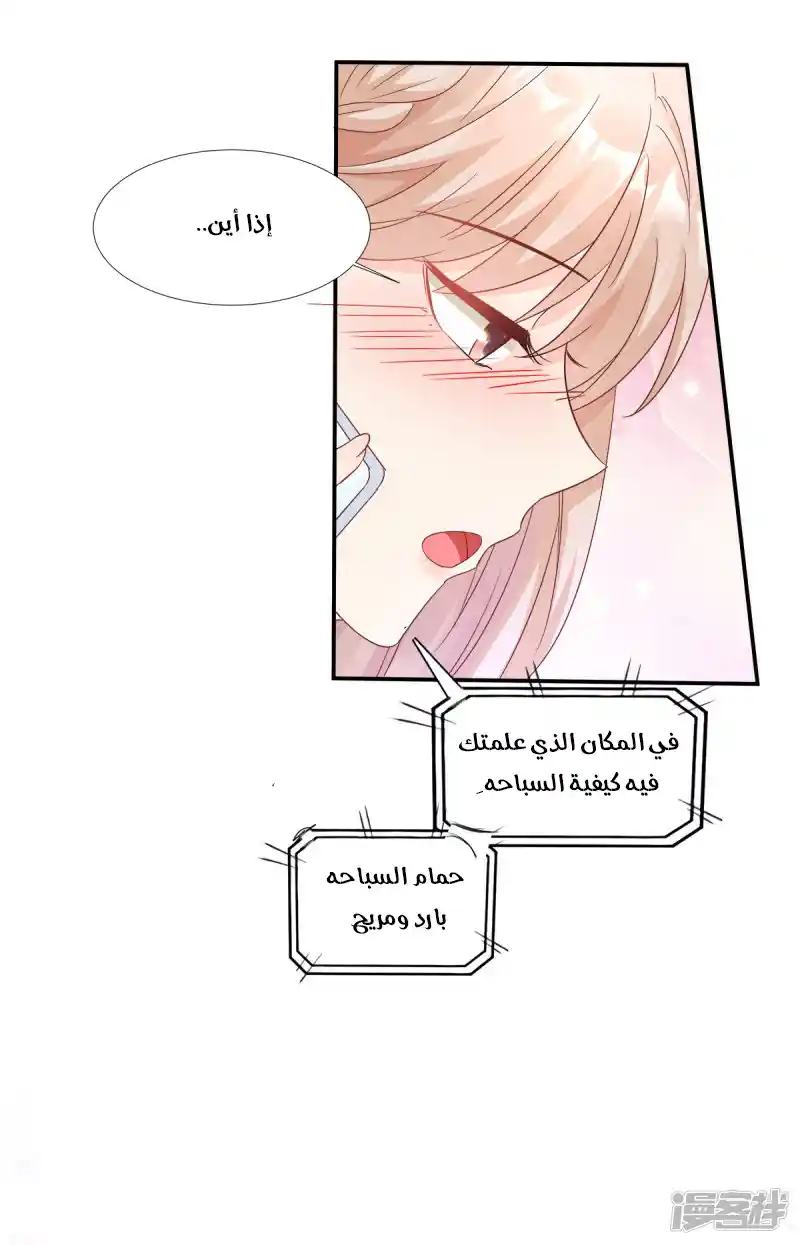 إذا أين..
في المكان الذي علمتك
فيه كيفية السباحه.
حمام السباحه
بارد ومريح
漫客栈